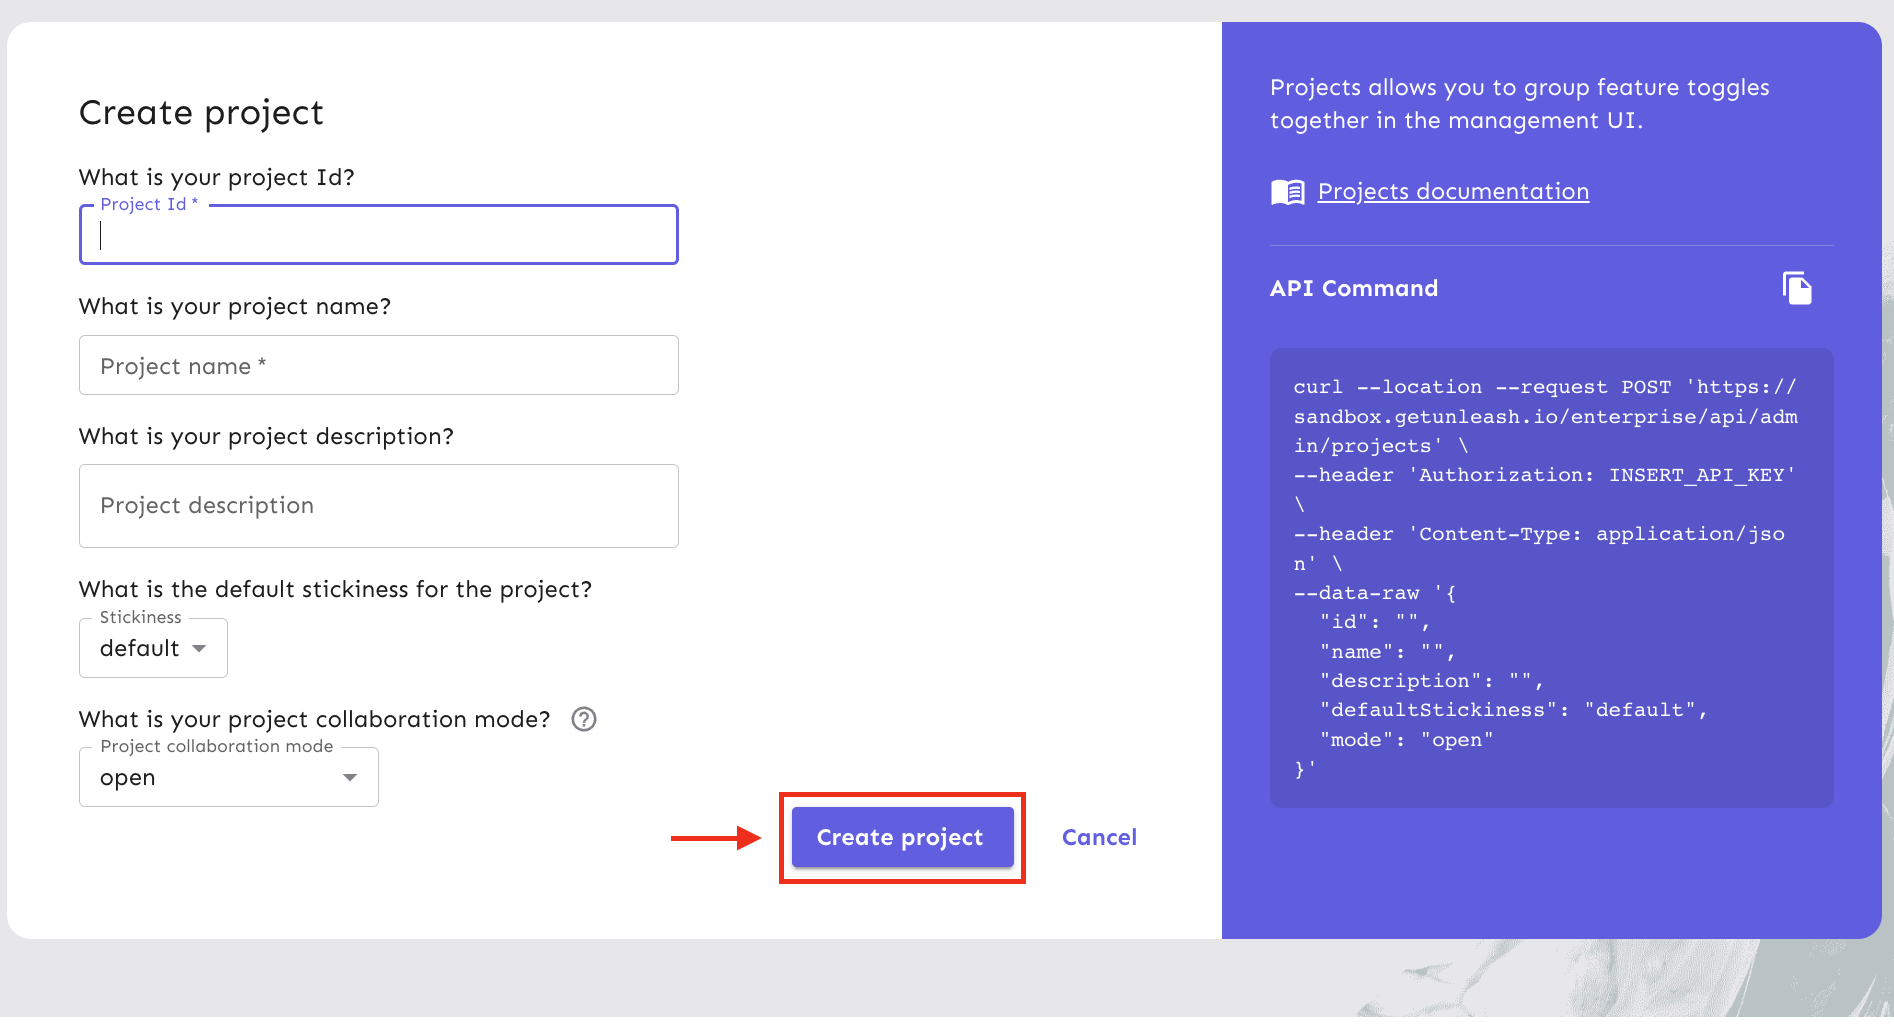 Create project
What is your project Id?
Project Id *
What is your project name?
Project name *
What is your project description?
Project description
What is the default stickiness for the project?
Stickiness
default
What is your project collaboration mode?
Project collaboration mode
open
Create project
Cancel
Projects allows you to group feature toggles
together in the management UI.
Projects documentation
API Command
curl --location --request POST 'https://
sandbox.getunleash.io/enterprise/api/adm
in/projects' \
--header 'Authorization: INSERT_API_KEY'
\
--header 'Content-Type: application/jso
n' \
--data-raw '{
  "id": "",
  "name": "",
  "description": "",
  "defaultStickiness": "default",
  "mode": "open"
}'